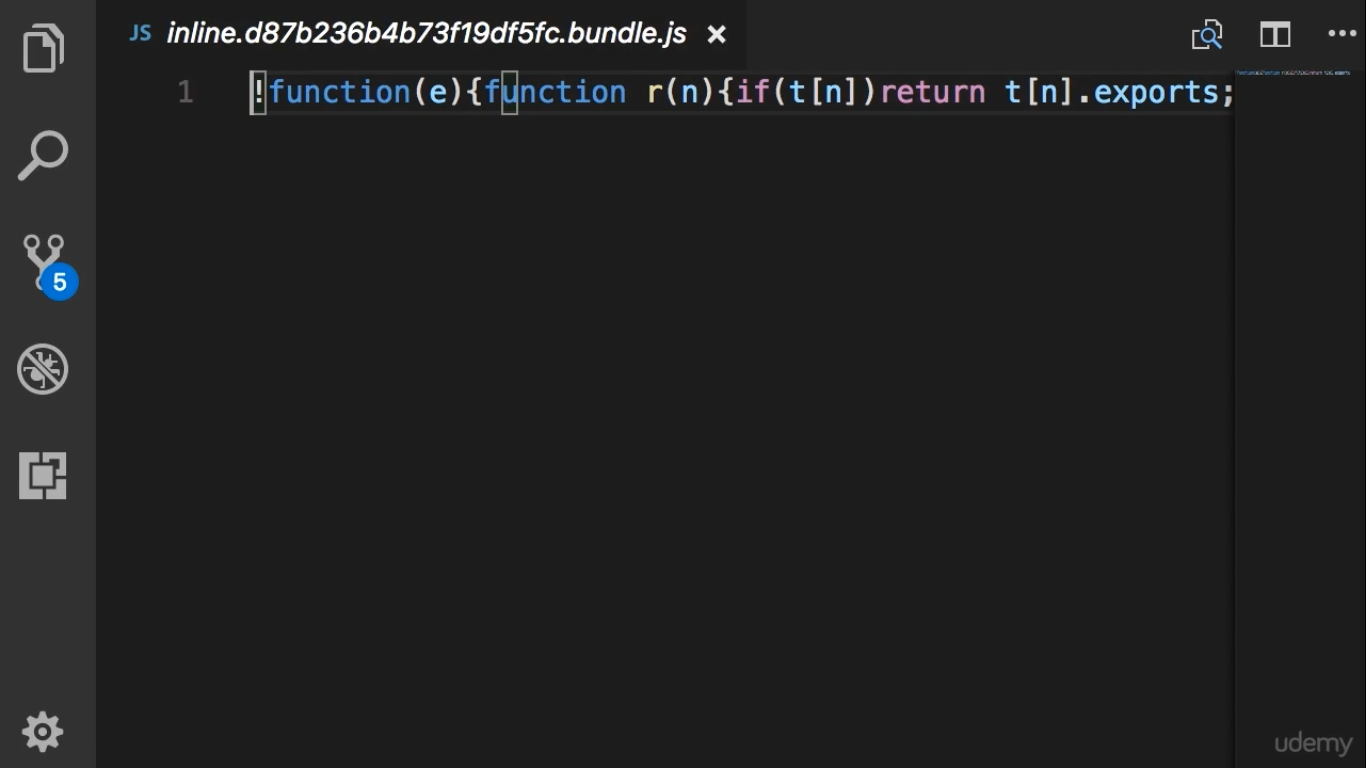 JS inline.d87b236b4b73f19df5fc.bundle.js
1 !function(e){function r(n){if(t[n])return t[n].exports;
5
udemy